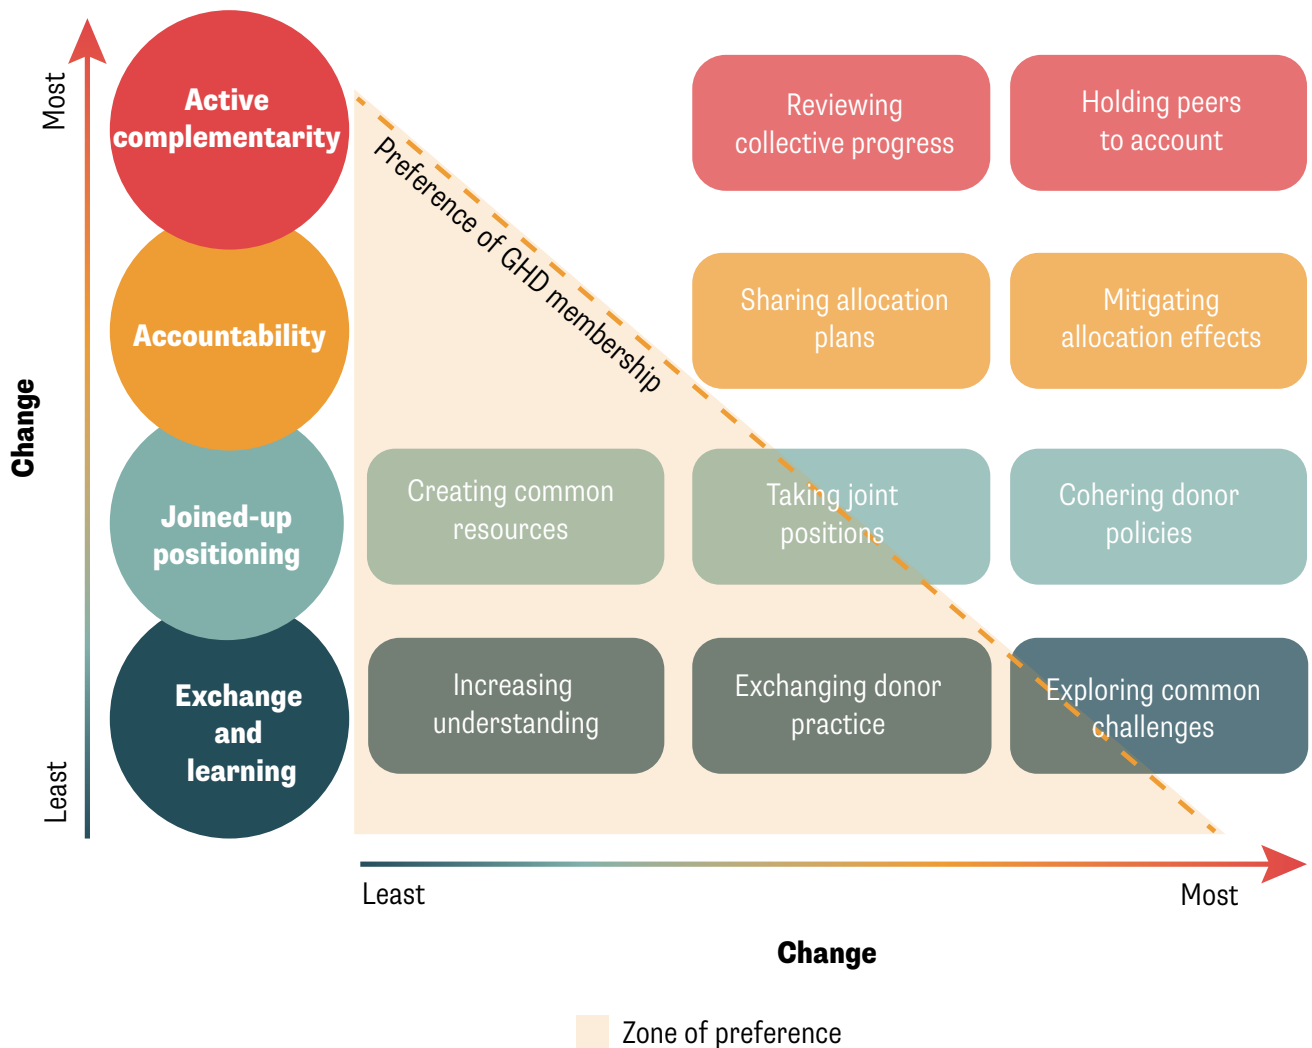 Most
Change
Least
Active
complementarity
Accountability
Joined-up
positioning
Exchange
and
learning
Preference of GHD membership
Reviewing
collective progress
Holding peers
to account
Sharing allocation
plans
Mitigating
allocation effects
Creating common
resources
Taking joint
positions
Cohering donor
policies
Increasing
understanding
Exchanging donor
practice
Exploring common
challenges
Least
Most
Change
Zone of preference